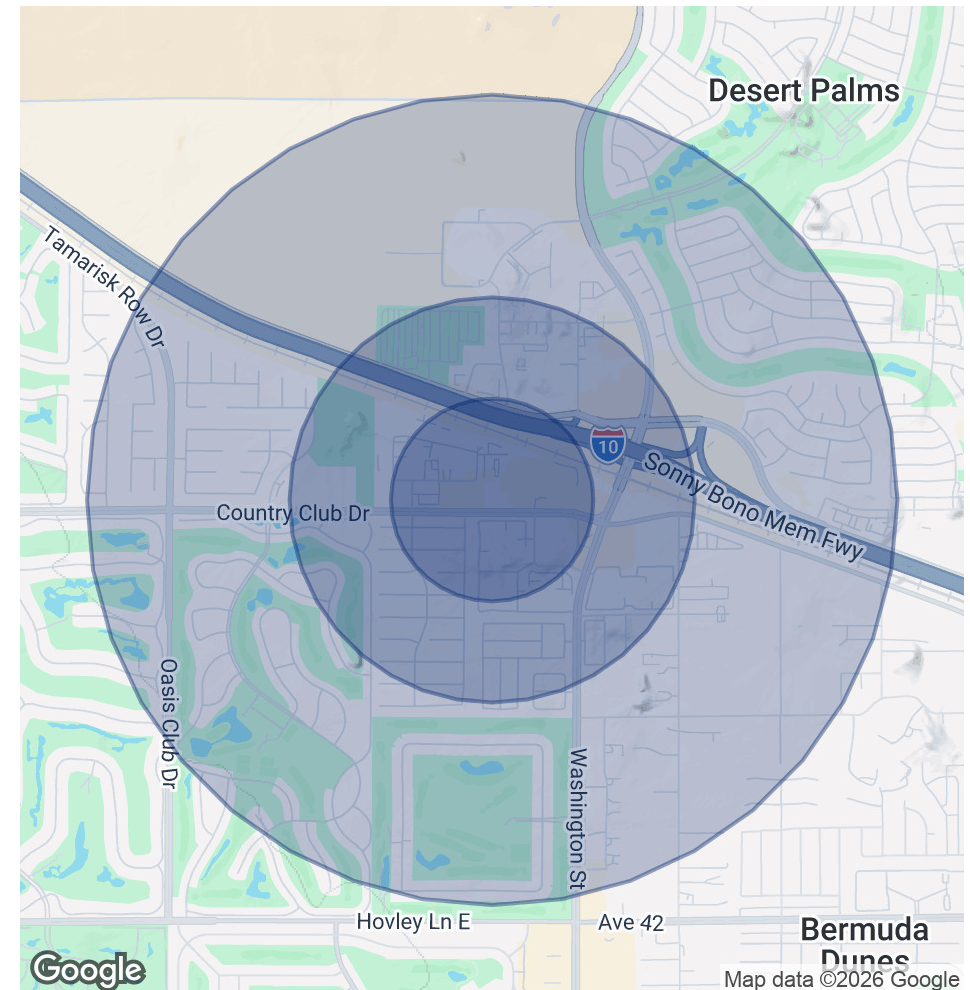 Desert Palms
Tamarisk Row Dr
10
Sonny Bono Mem Fwy
Country Club Dr
Oasis Club Dr
Washington St
Hovley Ln E
Ave 42
Bermuda
Dunes
Google
Map data ©2026 Google